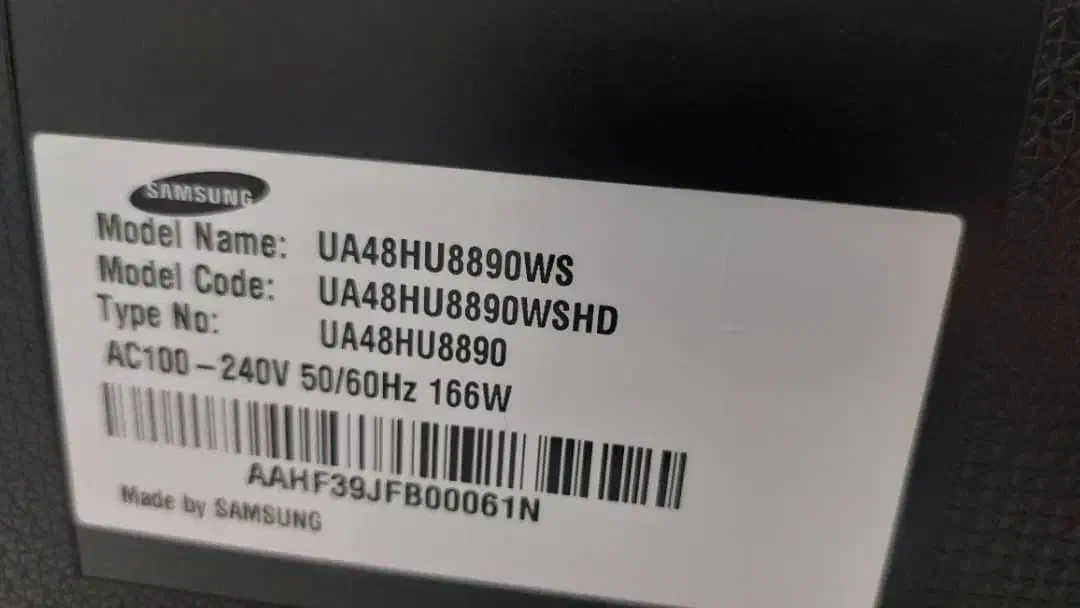 SAMSUNG
Model Name: UA48HU8890WS
Model Code: UA48HU8890WSHD
Type No: UA48HU8890
AC100-240V 50/60Hz 166W
AAHF39JFB00061N
Made by SAMSUNG